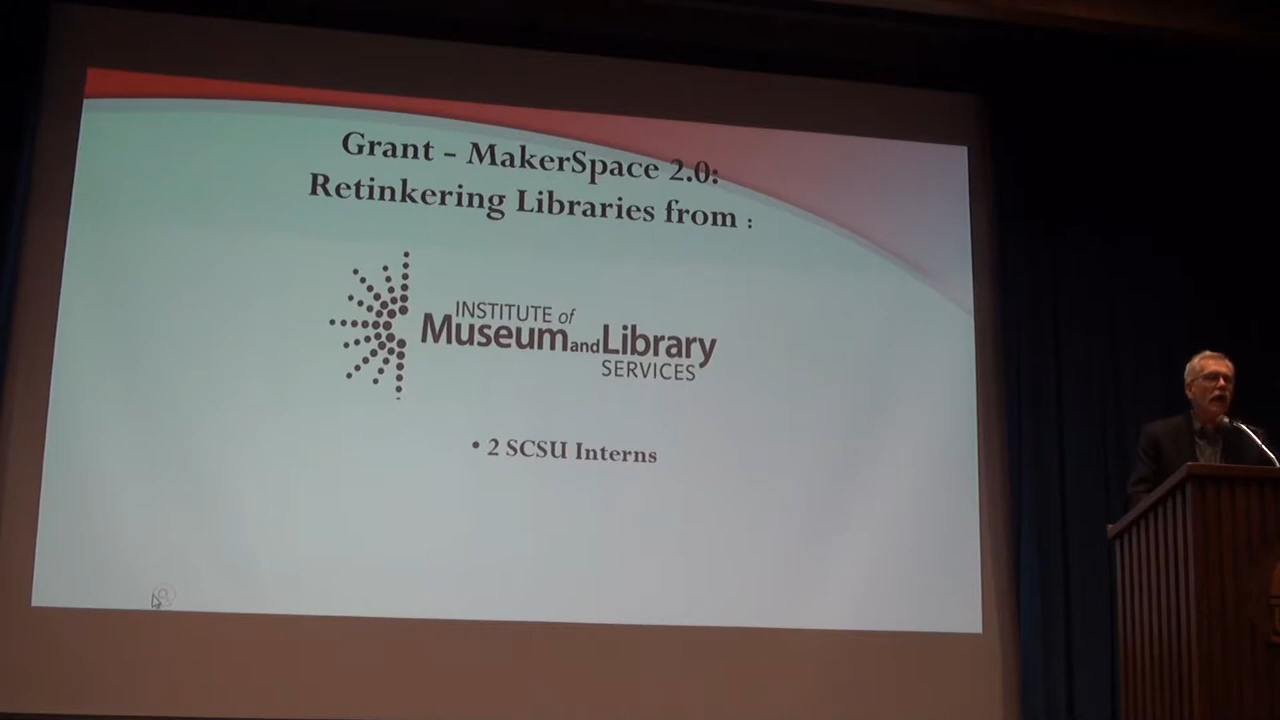 Grant - MakerSpace 2.0:
Retinkering Libraries from :
INSTITUTE of
Museum and Library
SERVICES
• 2 SCSU Interns